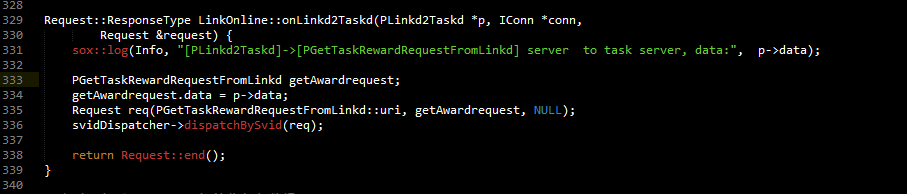 328
329 Request::ResponseType LinkOnline::onLinkd2Taskd(PLinkd2Taskd *p, IConn *conn,
330         Request &request) {
331     sox::log(Info, "[PLinkd2Taskd]->[PGetTaskRewardRequestFromLinkd] server  to task server, data:",  p->data);
332
333     PGetTaskRewardRequestFromLinkd getAwardrequest;
334     getAwardrequest.data = p->data;
335     Request req(PGetTaskRewardRequestFromLinkd::uri, getAwardrequest, NULL);
336     svidDispatcher->dispatchBySvid(req);
337
338     return Request::end();
339 }
340